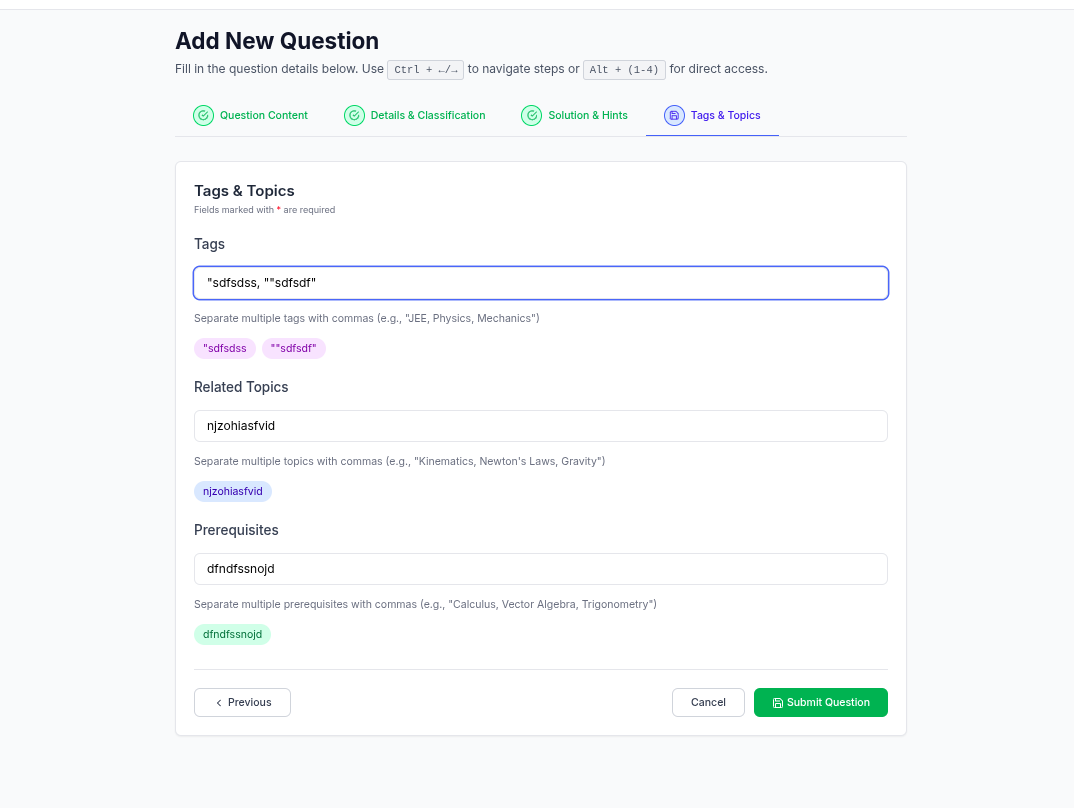 Add New Question
Fill in the question details below. Use Ctrl + ←/→ to navigate steps or Alt + (1-4) for direct access.
Question Content Details & Classification Solution & Hints Tags & Topics
Tags & Topics
Fields marked with * are required
Tags
"sdfsdss, ""sdfsdf"
Separate multiple tags with commas (e.g., "JEE, Physics, Mechanics")
"sdfsdss ""sdfsdf"
Related Topics
njzohiasfvid
Separate multiple topics with commas (e.g., "Kinematics, Newton's Laws, Gravity")
njzohiasfvid
Prerequisites
dfndfssnojd
Separate multiple prerequisites with commas (e.g., "Calculus, Vector Algebra, Trigonometry")
dfndfssnojd
Previous Cancel Submit Question